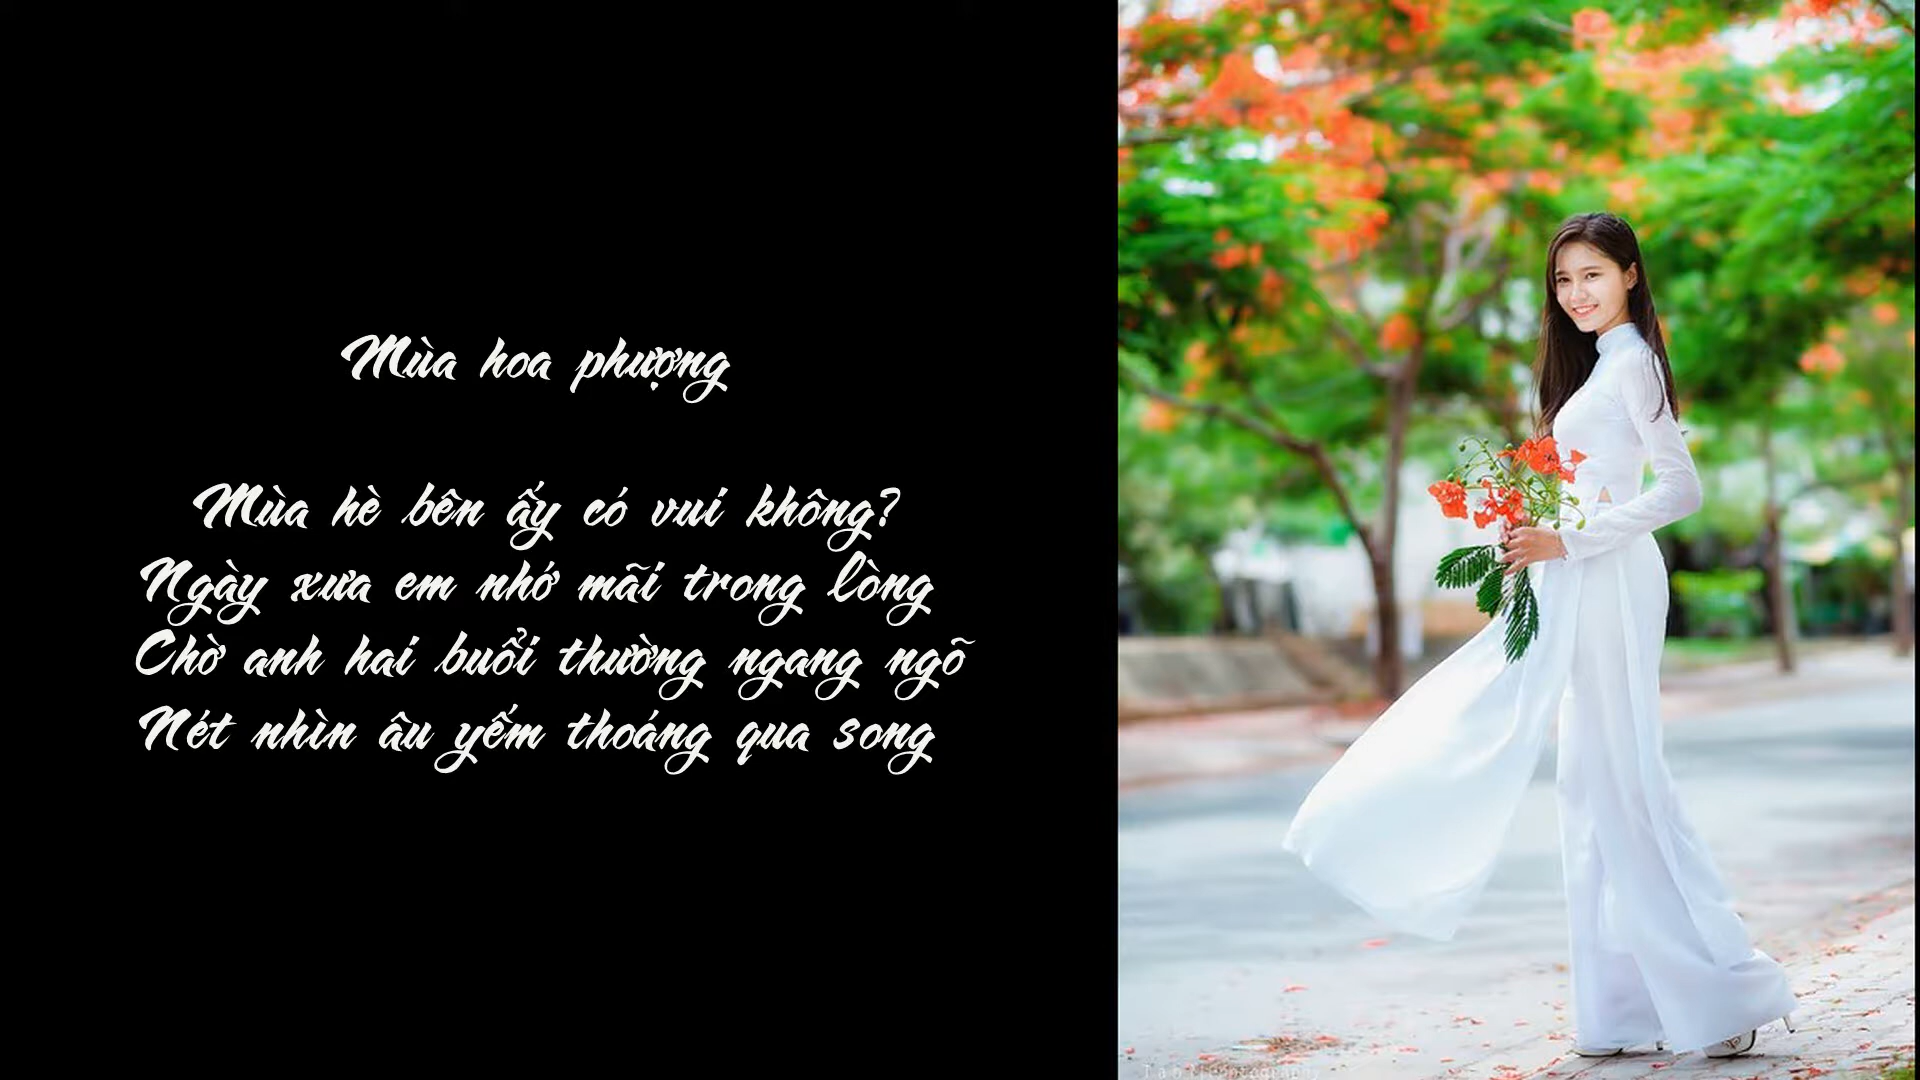 Mùa hoa phượng
Mùa hè bên ấy có vui không?
Ngày xưa em nhớ mãi trong lòng
Chờ anh hai buổi thường ngang ngõ
Nét nhìn âu yếm thoáng qua song